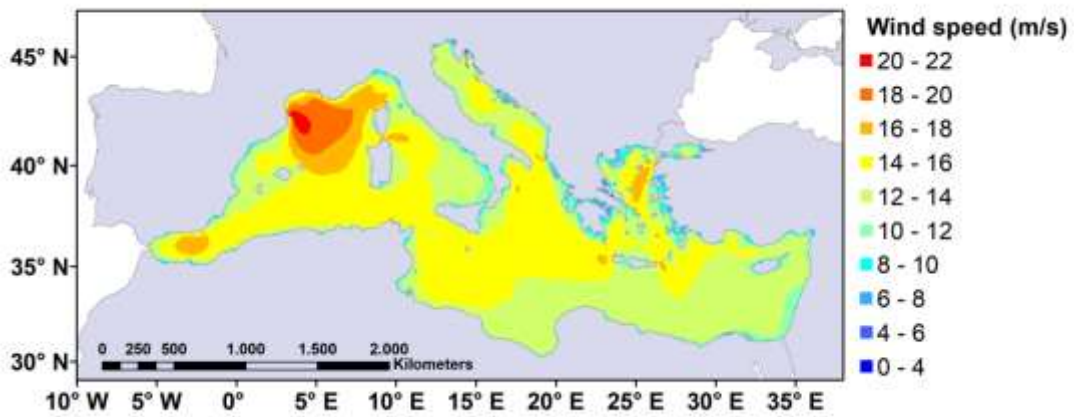 Wind speed (m/s)
20 - 22
18 - 20
16 - 18
14 - 16
12 - 14
10 - 12
8 - 10
6 - 8
4 - 6
0 - 4
45° N
40° N
35° N
30° N
0 250 500 1.000 1.500 2.000
Kilometers
10° W 5° W 0° 5° E 10° E 15° E 20° E 25° E 30° E 35° E